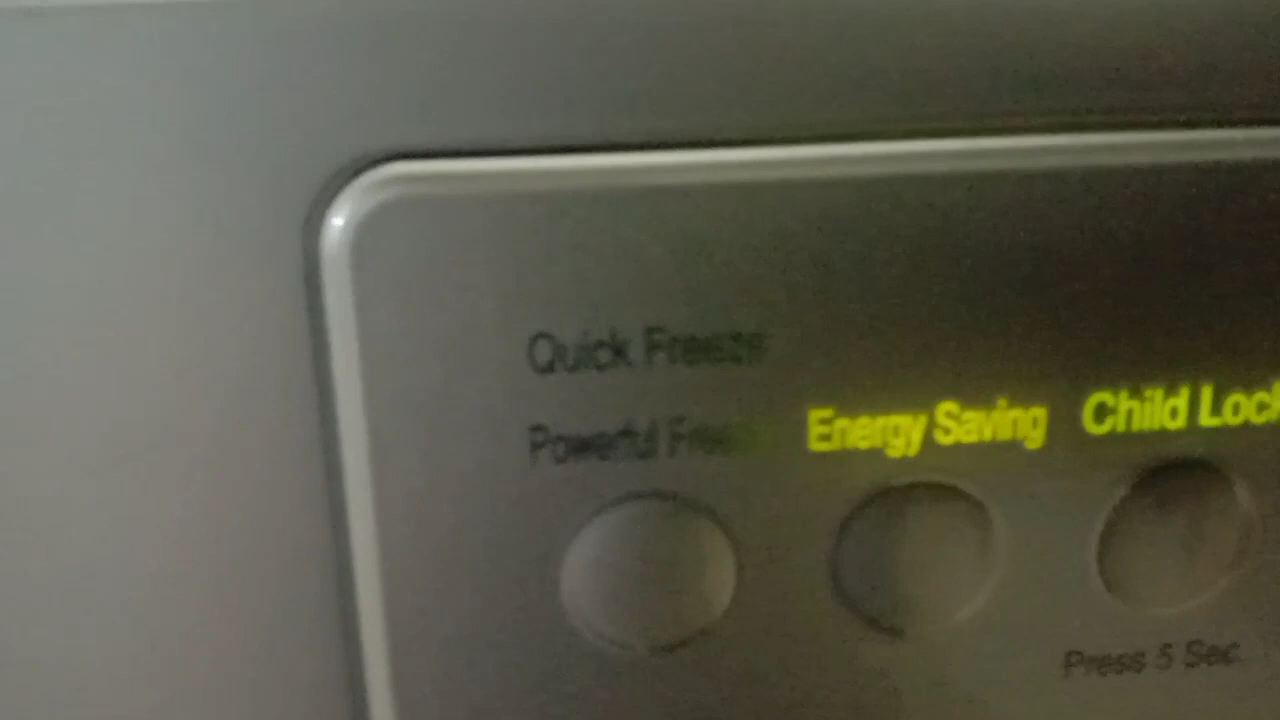 Quick Freeze
Powerful Freeze
Energy Saving
Child Lock
Press 5 Sec